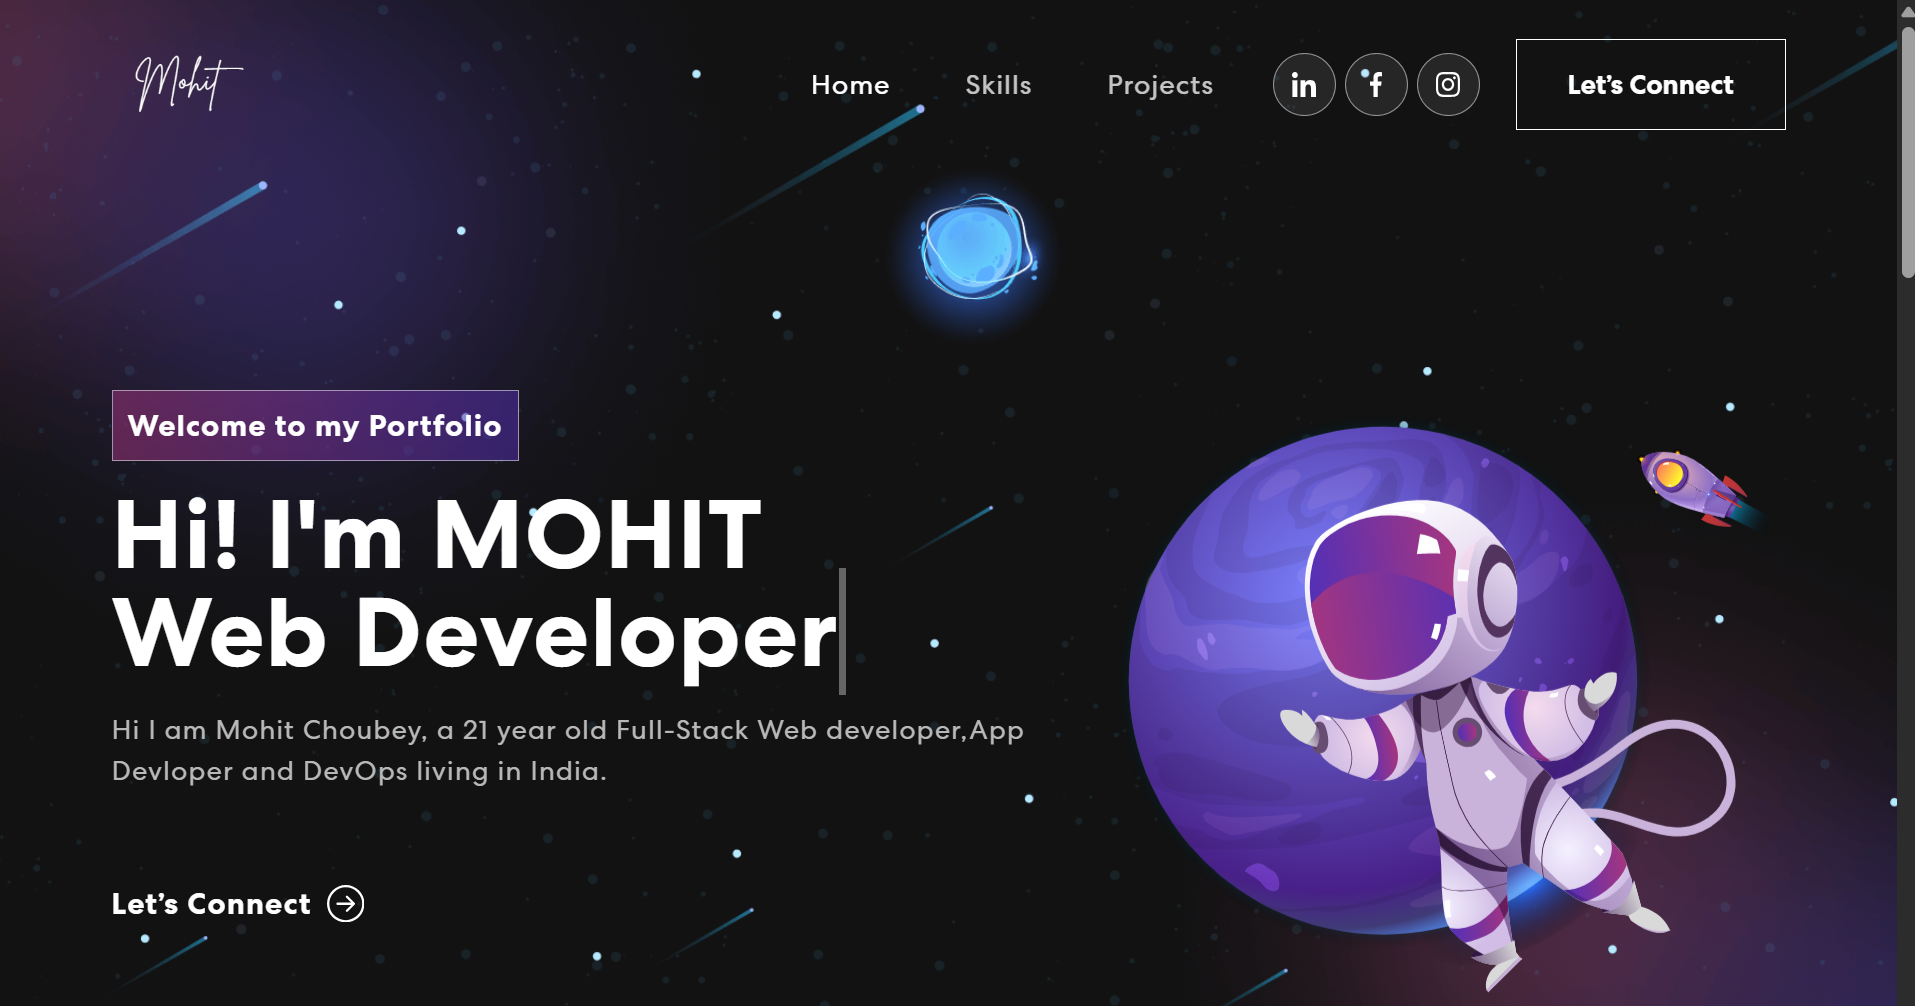 Mohit
Home
Skills
Projects
Let’s Connect
Welcome to my Portfolio
Hi! I'm MOHIT
Web Developer
Hi I am Mohit Choubey, a 21 year old Full-Stack Web developer,App
Devloper and DevOps living in India.
Let’s Connect